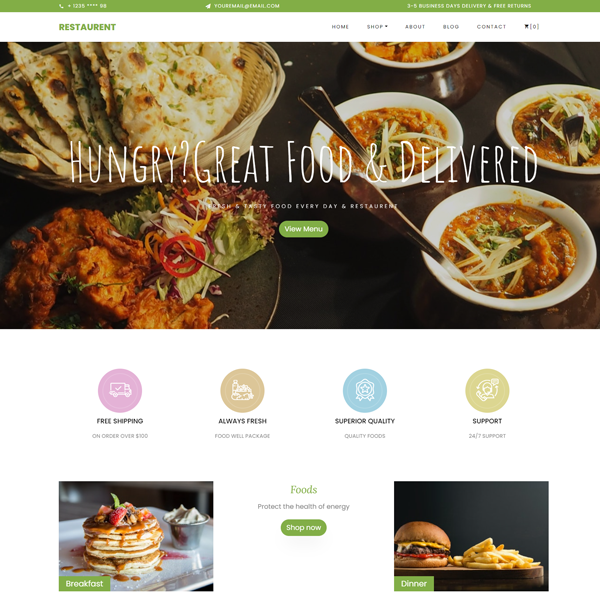 + 1235 **** 98
YOUREMAIL@EMAIL.COM
3-5 BUSINESS DAYS DELIVERY & FREE RETURNS
RESTAURENT
HOME SHOP ABOUT BLOG CONTACT [0]
Hungry?Great Food & Delivered
FRESH & TASTY FOOD EVERY DAY & RESTAURENT
View Menu
FREE SHIPPING
ON ORDER OVER $100
ALWAYS FRESH
FOOD WELL PACKAGE
SUPERIOR QUALITY
QUALITY FOODS
SUPPORT
24/7 SUPPORT
Breakfast
Foods
Protect the health of energy
Shop now
Dinner